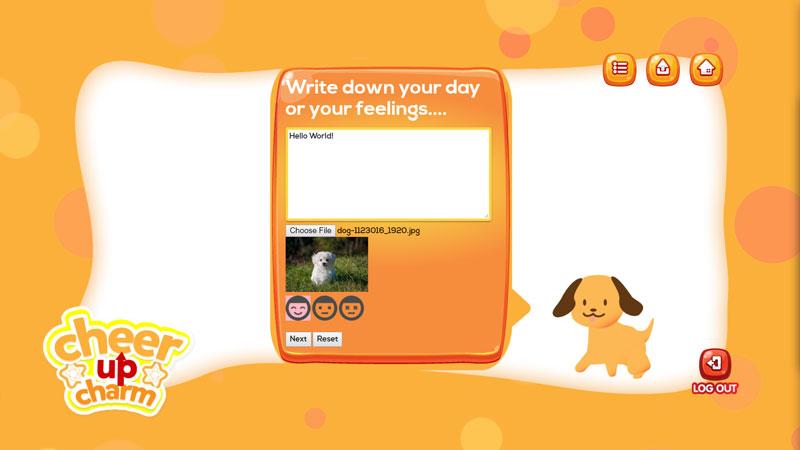 Write down your day
or your feelings....
Hello World!
Choose File dog-1123016_1920.jpg
Next Reset
cheer
up
charm
LOG OUT